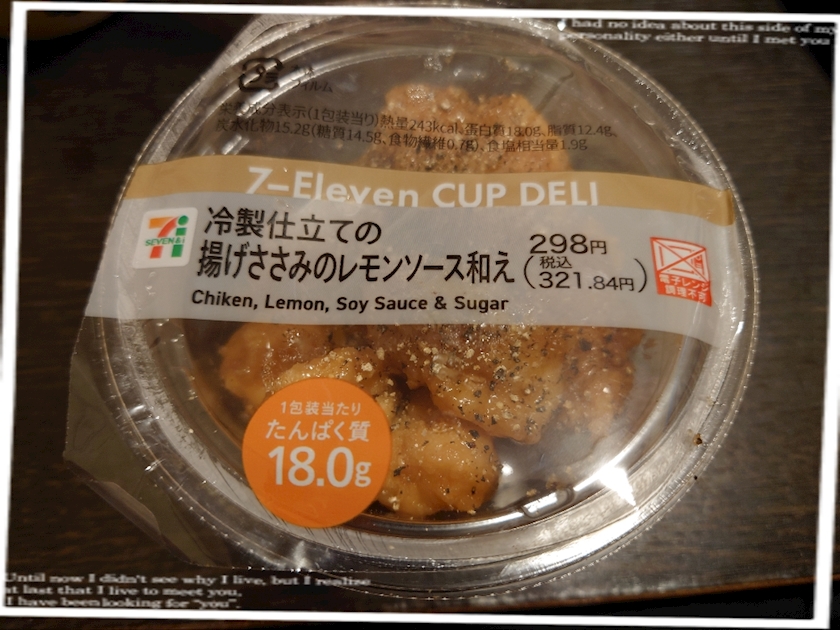 had no idea about this side of my
personality either until I met you
プラ
フィルム
栄養成分表示(1包装当り)熱量243kcal、蛋白質18.0g、脂質12.4g、
炭水化物15.2g(糖質14.5g、食物繊維0.7g)、食塩相当量1.9g
7-Eleven CUP DELI
冷製仕立ての
揚げささみのレモンソース和え
298円
(税込
321.84円)
SEVEN&i
電子レンジ
調理不可
Chiken, Lemon, Soy Sauce & Sugar
1包装当たり
たんぱく質
18.0g
Until now I didn't see why I live, but I realize
at last that I live to meet you.
I have been looking for "you".